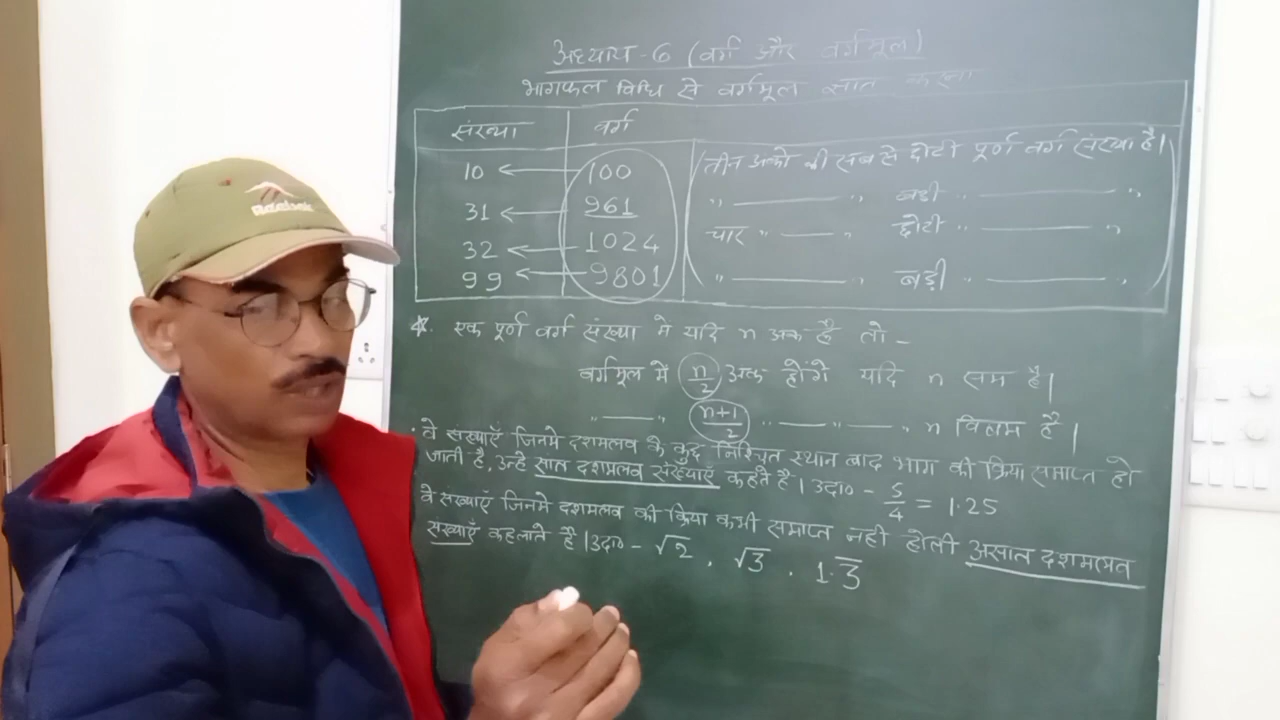 अध्याय-6 (वर्ग और वर्गमूल)
भागफल विधि से वर्गमूल ज्ञात करना
संख्या वर्ग
10 ← 100 (तीन अंको की सब से छोटी पूर्ण वर्ग संख्या है।
31 ← 961 " ——— " बड़ी " ——— "
32 ← 1024 चार " —— " छोटी " ——— "
99 ← 9801 " ——— " बड़ी " ——— " )
एक पूर्ण वर्ग संख्या मे यदि n अंक है तो -
वर्गमूल में n/2 अंक होंगे यदि n सम है।
" —— " (n+1)/2 " —— " —— " n विषम है।
. वे संख्याएँ जिनमे दशमलव के कुछ निश्चित स्थान बाद भाग की क्रिया समाप्त हो
जाती है, उन्हे सात दशमलव संख्याएँ कहते है। उदा० - 5/4 = 1.25
वे संख्याएँ जिनमे दशमलव की क्रिया कभी समाप्त नही होती असात दशमलव
संख्याएँ कहलाते है। उदा० - √2 . √3 . 1.3̅
Reebok